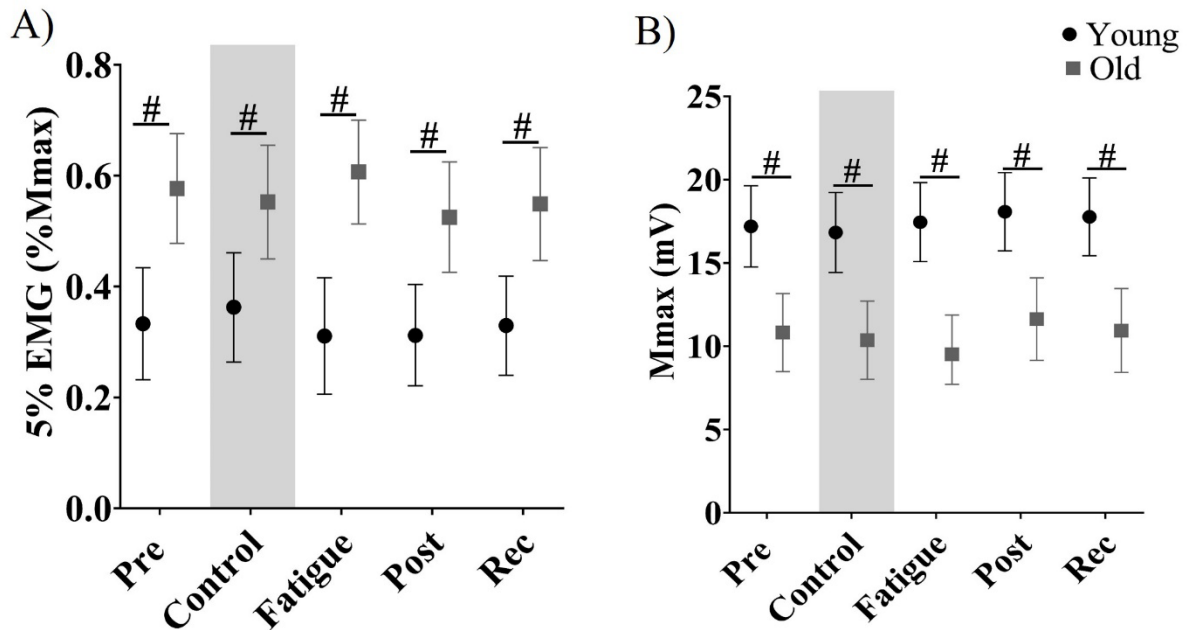 A)
5% EMG (%Mmax)
0.8
0.6
0.4
0.2
0.0
#
#
#
#
#
Pre
Control
Fatigue
Post
Rec
B)
Young
Old
Mmax (mV)
25
20
15
10
5
0
#
#
#
#
#
Pre
Control
Fatigue
Post
Rec